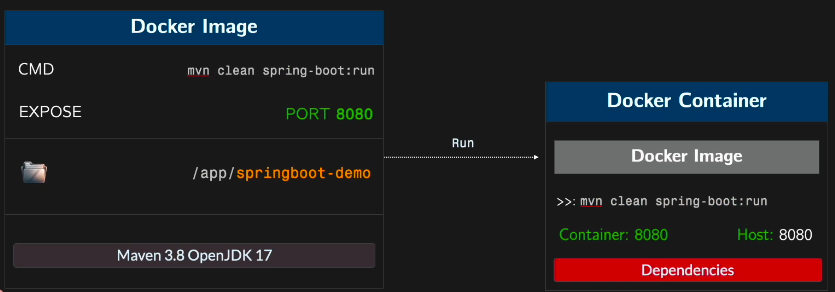 Docker Image
CMD mvn clean spring-boot:run
EXPOSE PORT 8080
/app/springboot-demo
Maven 3.8 OpenJDK 17
Run
Docker Container
Docker Image
>>: mvn clean spring-boot:run
Container: 8080 Host: 8080
Dependencies